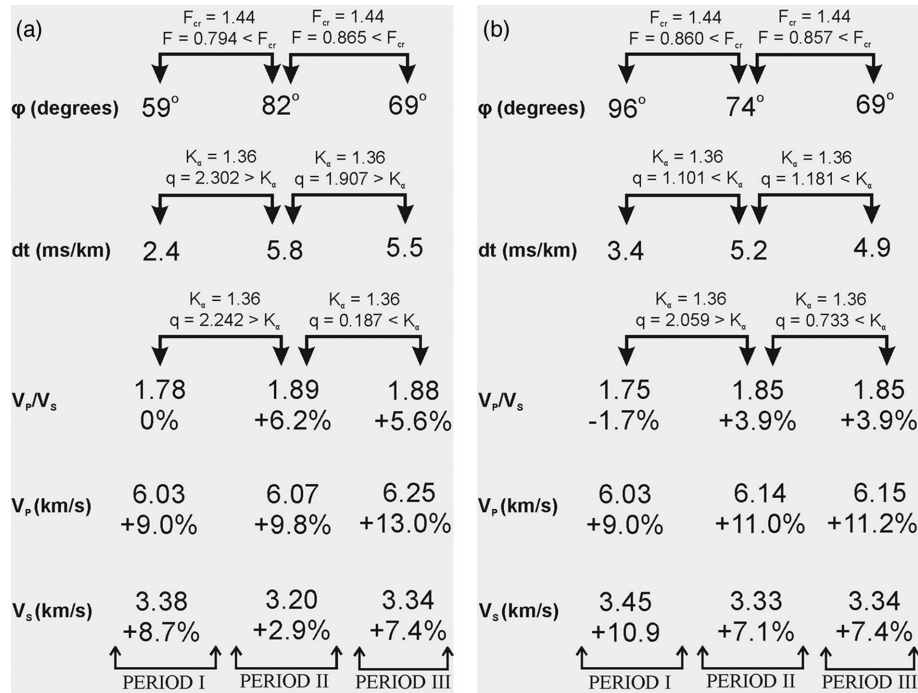 (a)
F_cr = 1.44 F_cr = 1.44
F = 0.794 < F_cr F = 0.865 < F_cr
φ (degrees) 59° 82° 69°
K_α = 1.36 K_α = 1.36
q = 2.302 > K_α q = 1.907 > K_α
dt (ms/km) 2.4 5.8 5.5
K_α = 1.36 K_α = 1.36
q = 2.242 > K_α q = 0.187 < K_α
V_P/V_S 1.78 1.89 1.88
0% +6.2% +5.6%
V_P (km/s) 6.03 6.07 6.25
+9.0% +9.8% +13.0%
V_S (km/s) 3.38 3.20 3.34
+8.7% +2.9% +7.4%
PERIOD I PERIOD II PERIOD III
(b)
F_cr = 1.44 F_cr = 1.44
F = 0.860 < F_cr F = 0.857 < F_cr
φ (degrees) 96° 74° 69°
K_α = 1.36 K_α = 1.36
q = 1.101 < K_α q = 1.181 < K_α
dt (ms/km) 3.4 5.2 4.9
K_α = 1.36 K_α = 1.36
q = 2.059 > K_α q = 0.733 < K_α
V_P/V_S 1.75 1.85 1.85
-1.7% +3.9% +3.9%
V_P (km/s) 6.03 6.14 6.15
+9.0% +11.0% +11.2%
V_S (km/s) 3.45 3.33 3.34
+10.9 +7.1% +7.4%
PERIOD I PERIOD II PERIOD III